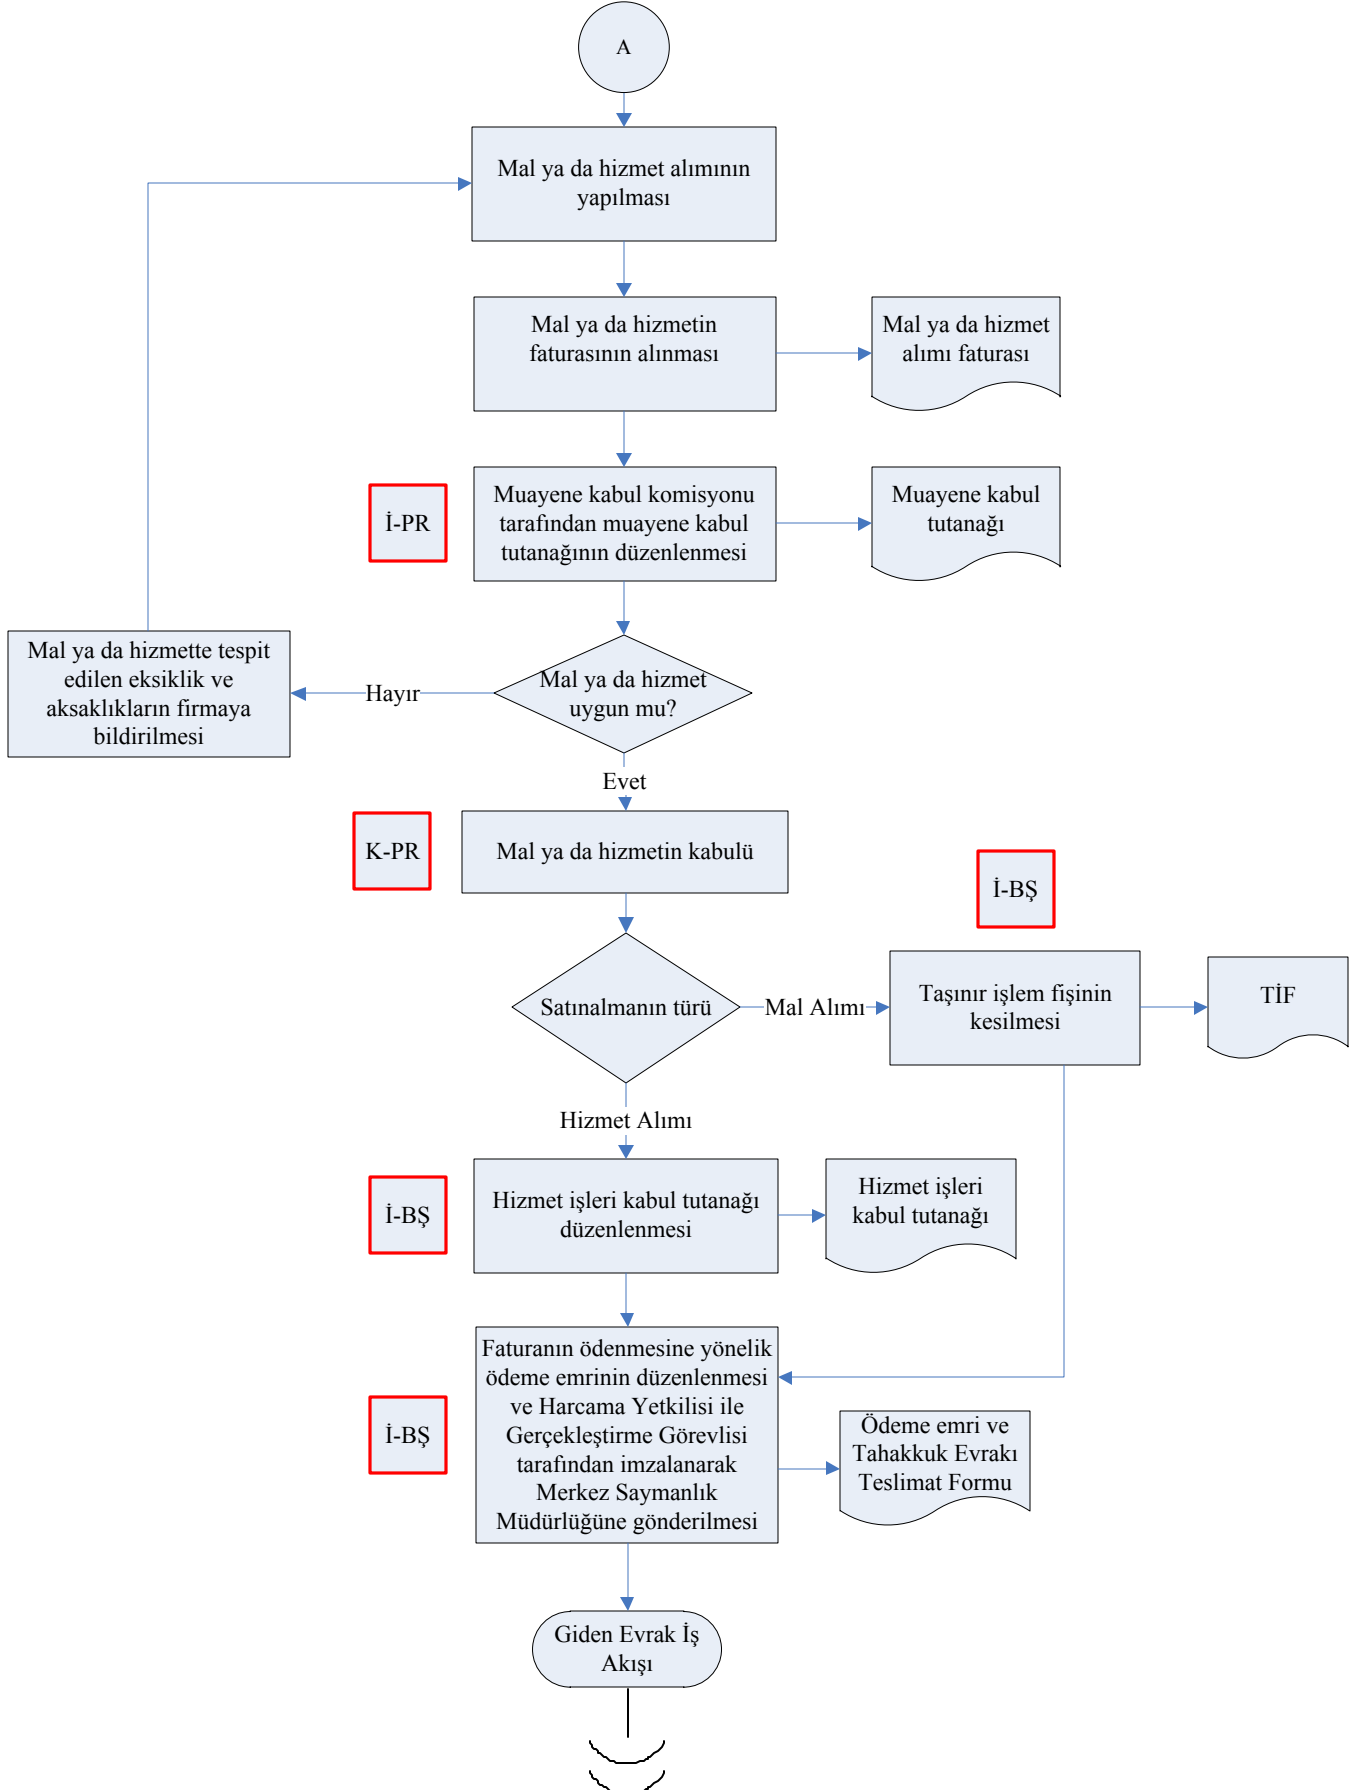 A
Mal ya da hizmet alımının
yapılması
Mal ya da hizmetin
faturasının alınması
Mal ya da hizmet
alımı faturası
İ-PR
Muayene kabul komisyonu
tarafından muayene kabul
tutanağının düzenlenmesi
Muayene kabul
tutanağı
Mal ya da hizmette tespit
edilen eksiklik ve
aksaklıkların firmaya
bildirilmesi
Hayır
Mal ya da hizmet
uygun mu?
Evet
K-PR
Mal ya da hizmetin kabulü
İ-BŞ
Satınalmanın türü
Mal Alımı
Taşınır işlem fişinin
kesilmesi
TİF
Hizmet Alımı
İ-BŞ
Hizmet işleri kabul tutanağı
düzenlenmesi
Hizmet işleri
kabul tutanağı
İ-BŞ
Faturanın ödenmesine yönelik
ödeme emrinin düzenlenmesi
ve Harcama Yetkilisi ile
Gerçekleştirme Görevlisi
tarafından imzalanarak
Merkez Saymanlık
Müdürlüğüne gönderilmesi
Ödeme emri ve
Tahakkuk Evrakı
Teslimat Formu
Giden Evrak İş
Akışı